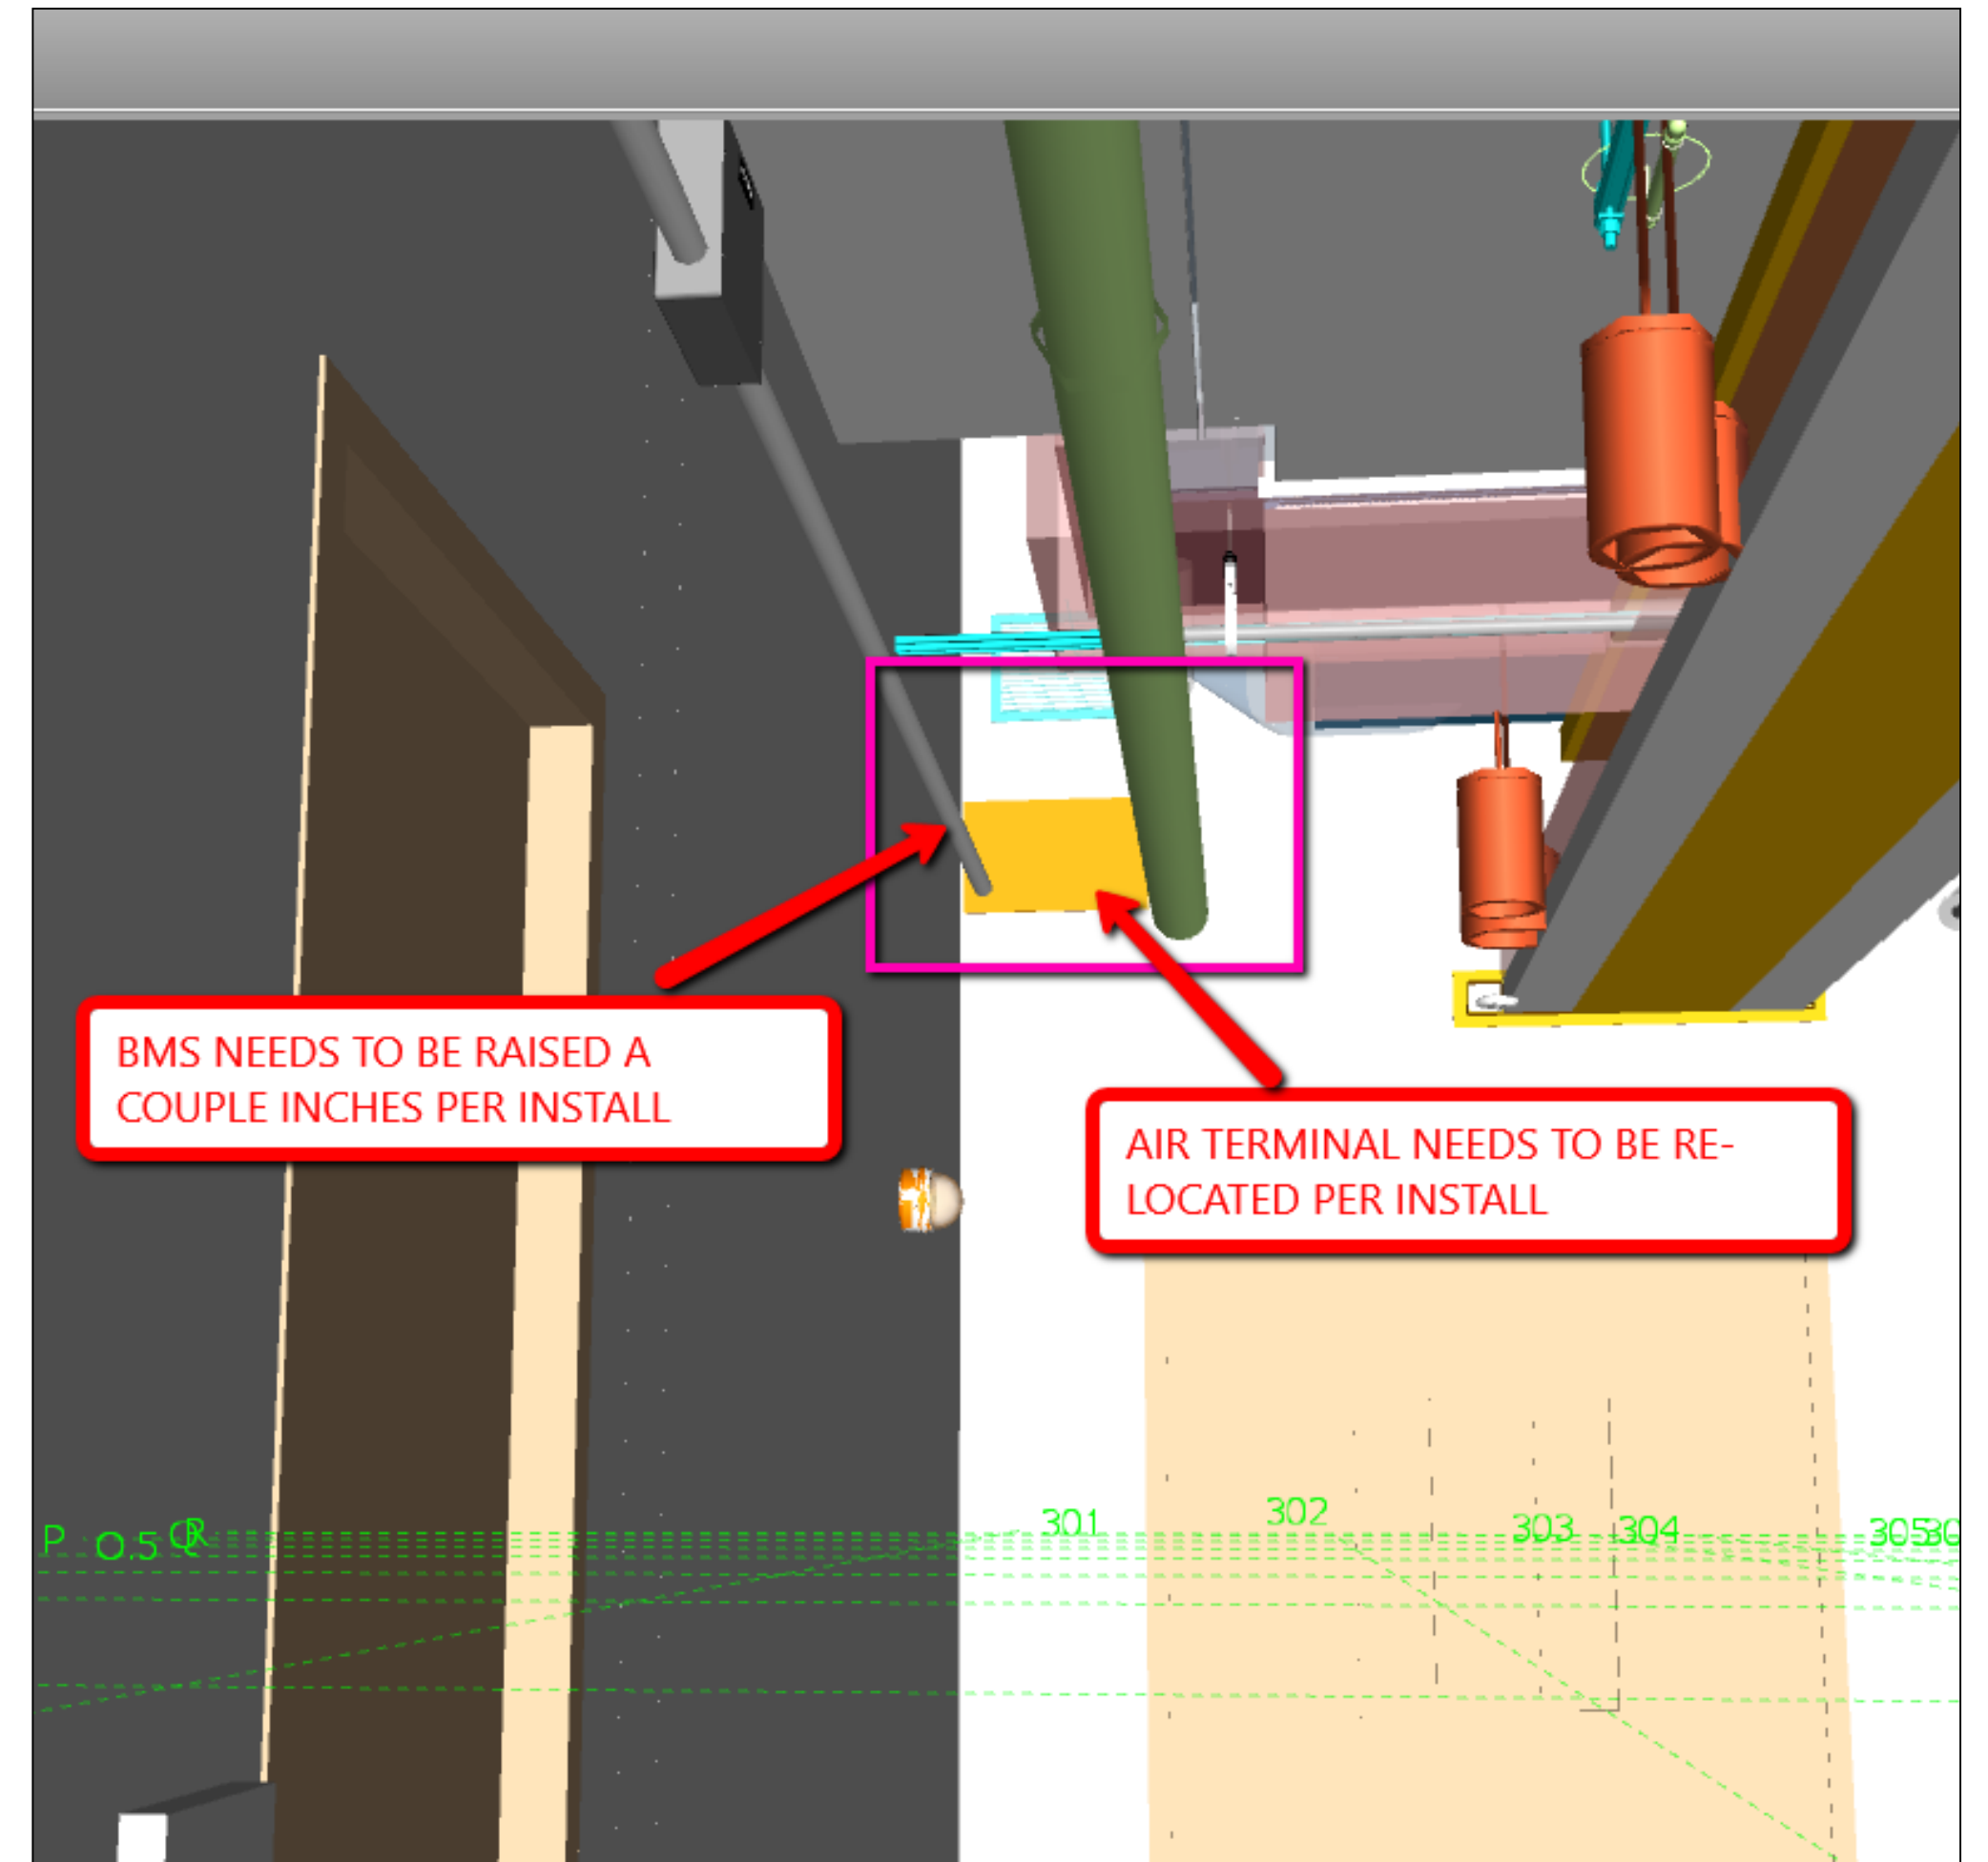 BMS NEEDS TO BE RAISED A
COUPLE INCHES PER INSTALL
AIR TERMINAL NEEDS TO BE RE-
LOCATED PER INSTALL
P O.5 Q R 301 302 303 304 305